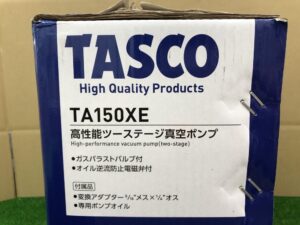 TASCO
High Quality Products
TA150XE
高性能ツーステージ真空ポンプ
High-performance vacuum pump(two-stage)
●ガスバラストバルブ付
●オイル逆流防止電磁弁付
付属品
●変換アダプター5/16"メス×1/4"オス
●専用ポンプオイル